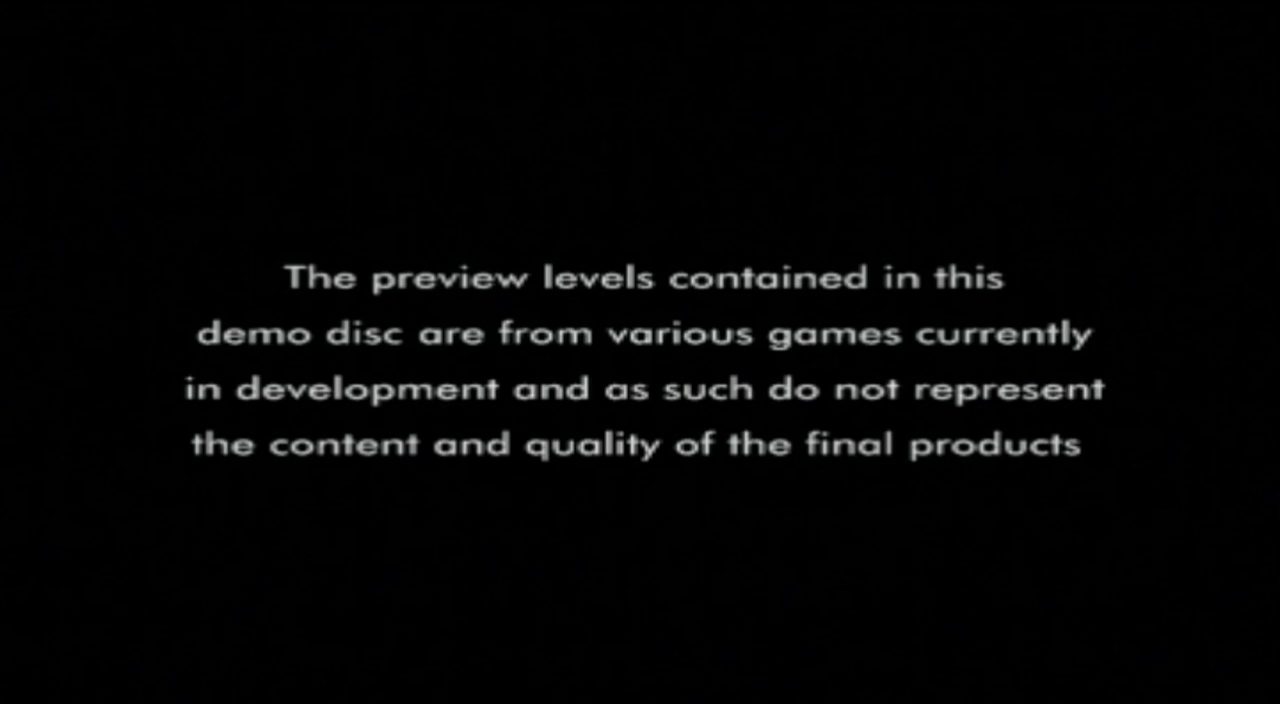 The preview levels contained in this
demo disc are from various games currently
in development and as such do not represent
the content and quality of the final products